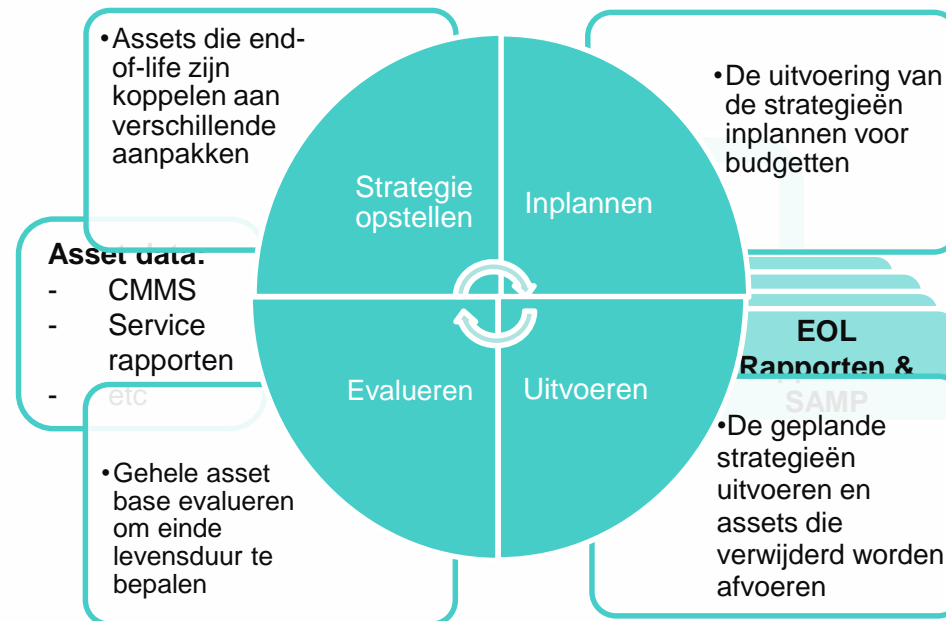 •Assets die end-
of-life zijn
koppelen aan
verschillende
aanpakken
•De uitvoering van
de strategieën
inplannen voor
budgetten
Strategie
opstellen
Inplannen
Evalueren
Uitvoeren
Asset data:
- CMMS
- Service
rapporten
- etc
EOL
Rapporten &
SAMP
•Gehele asset
base evalueren
om einde
levensduur te
bepalen
•De geplande
strategieën
uitvoeren en
assets die
verwijderd worden
afvoeren